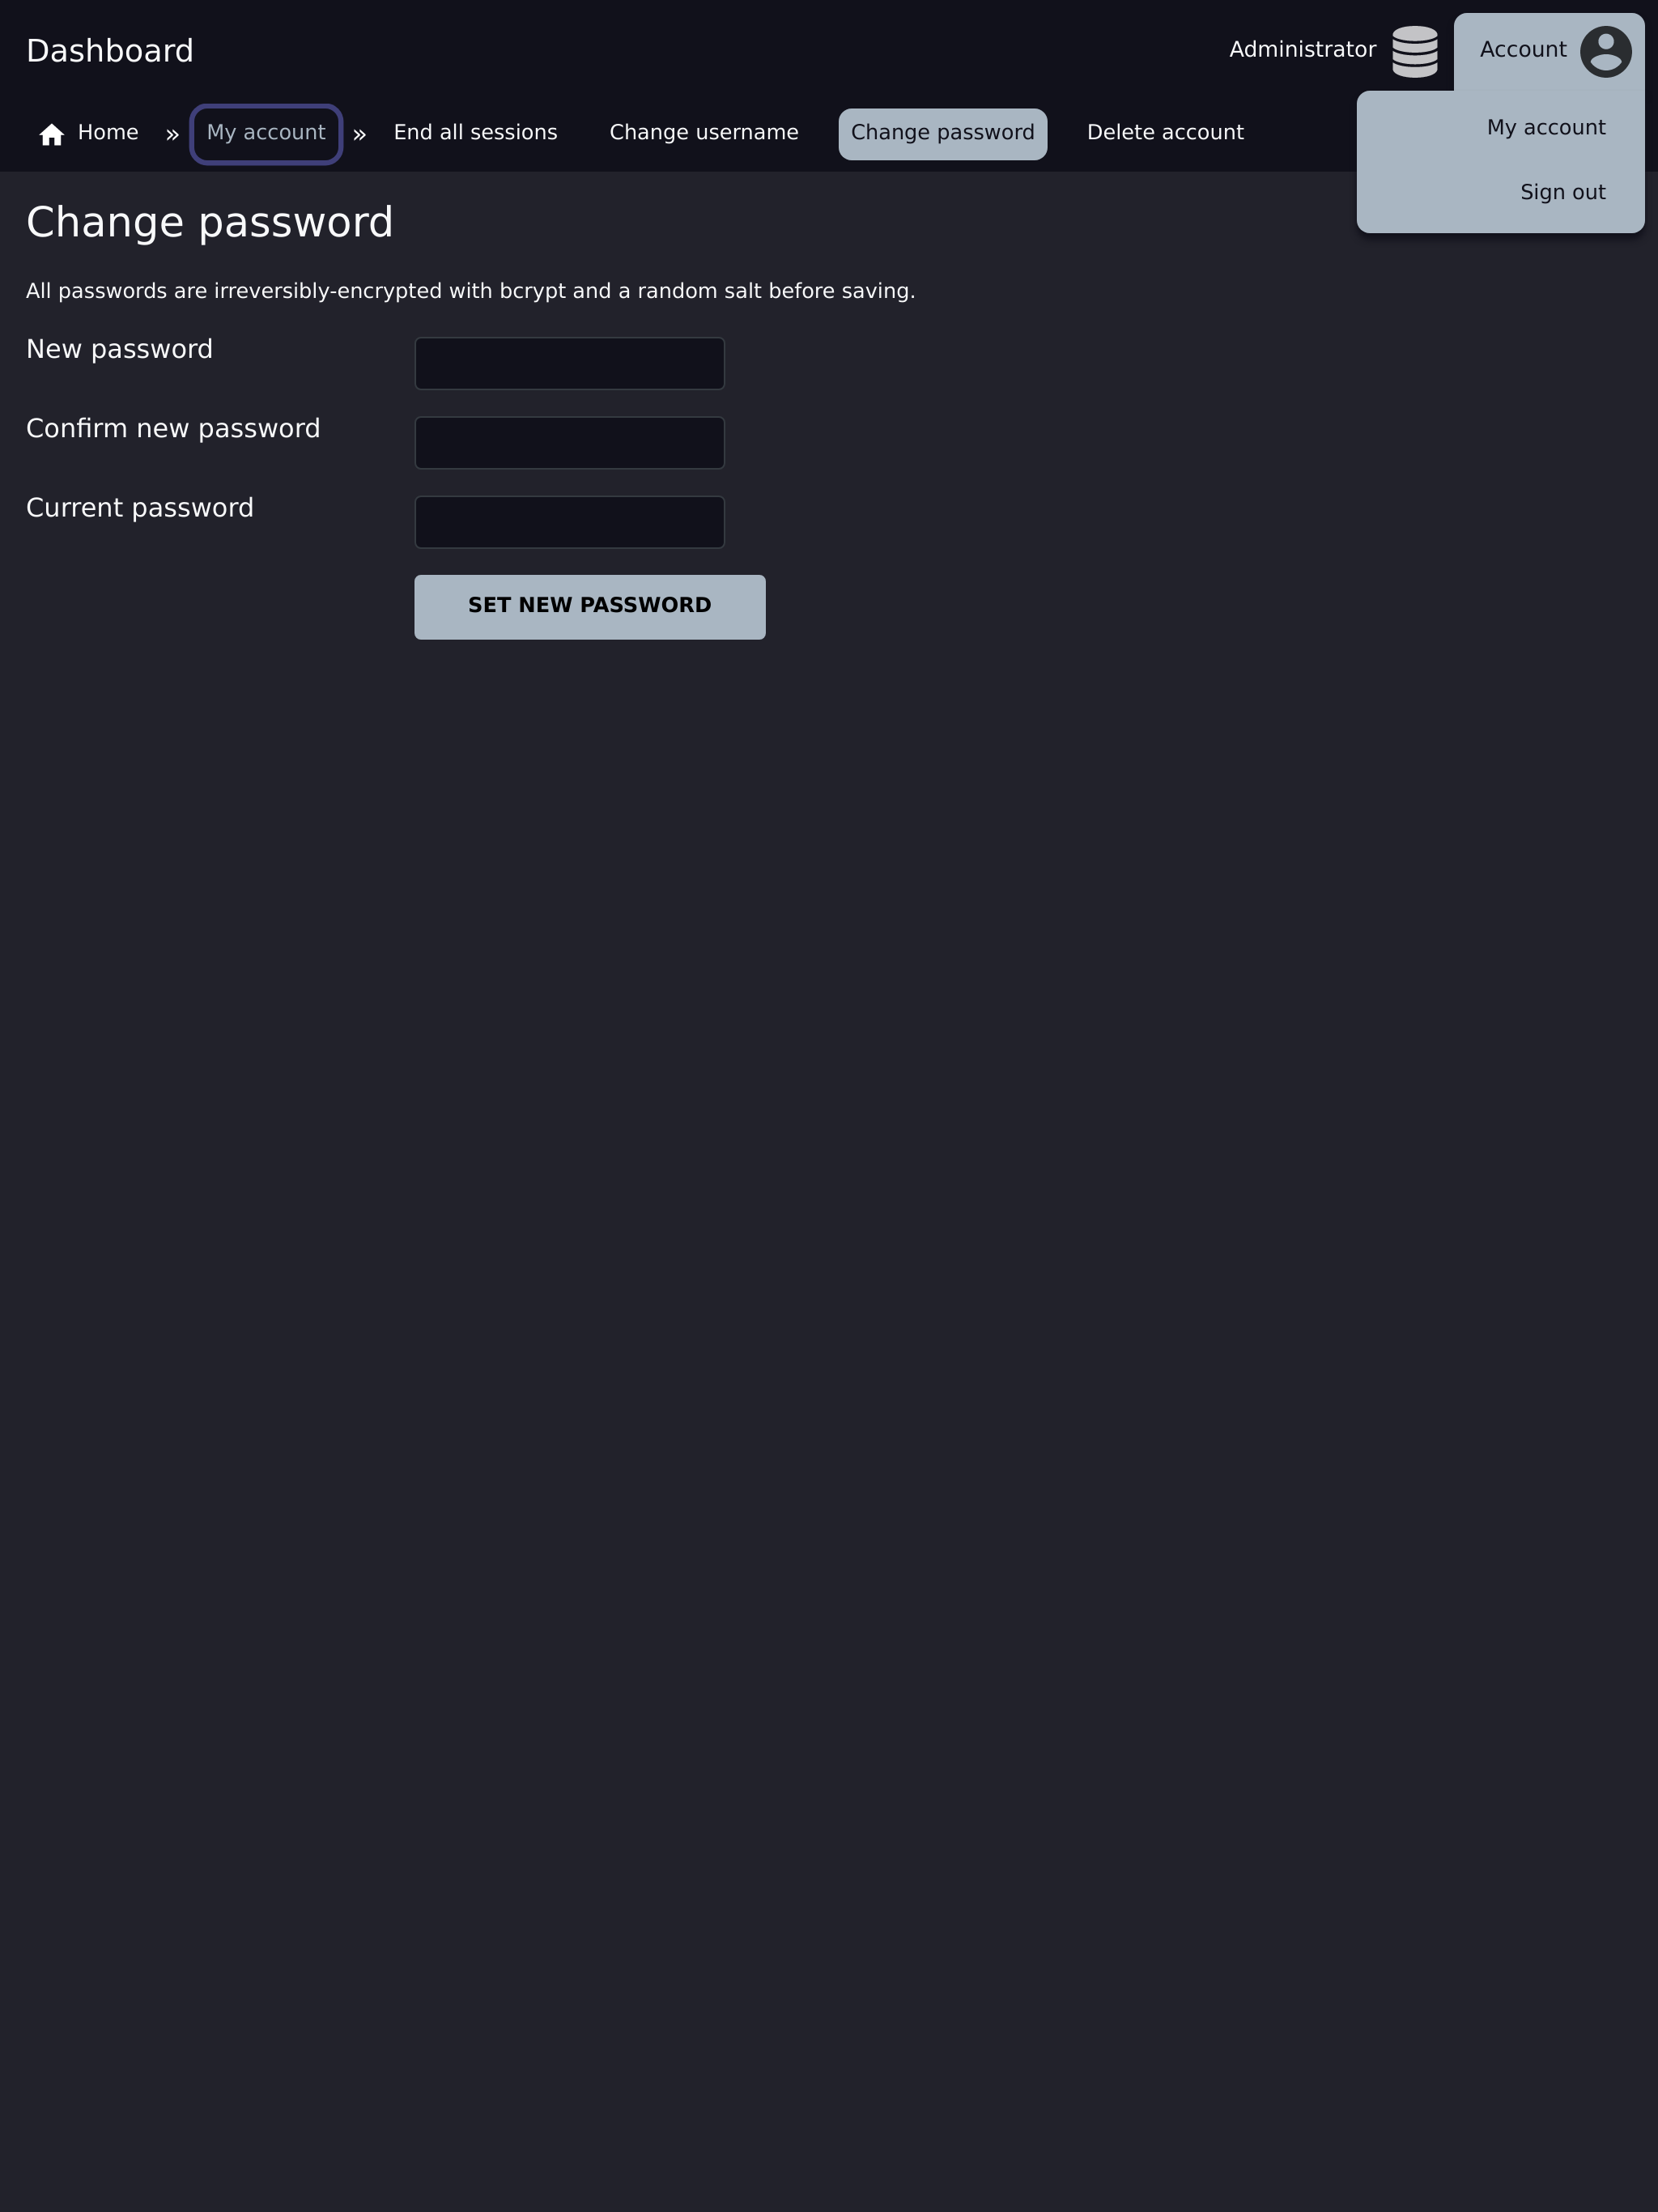 Dashboard
Administrator
Account
Home » My account » End all sessions Change username Change password Delete account
My account
Sign out
Change password
All passwords are irreversibly-encrypted with bcrypt and a random salt before saving.
New password
Confirm new password
Current password
SET NEW PASSWORD